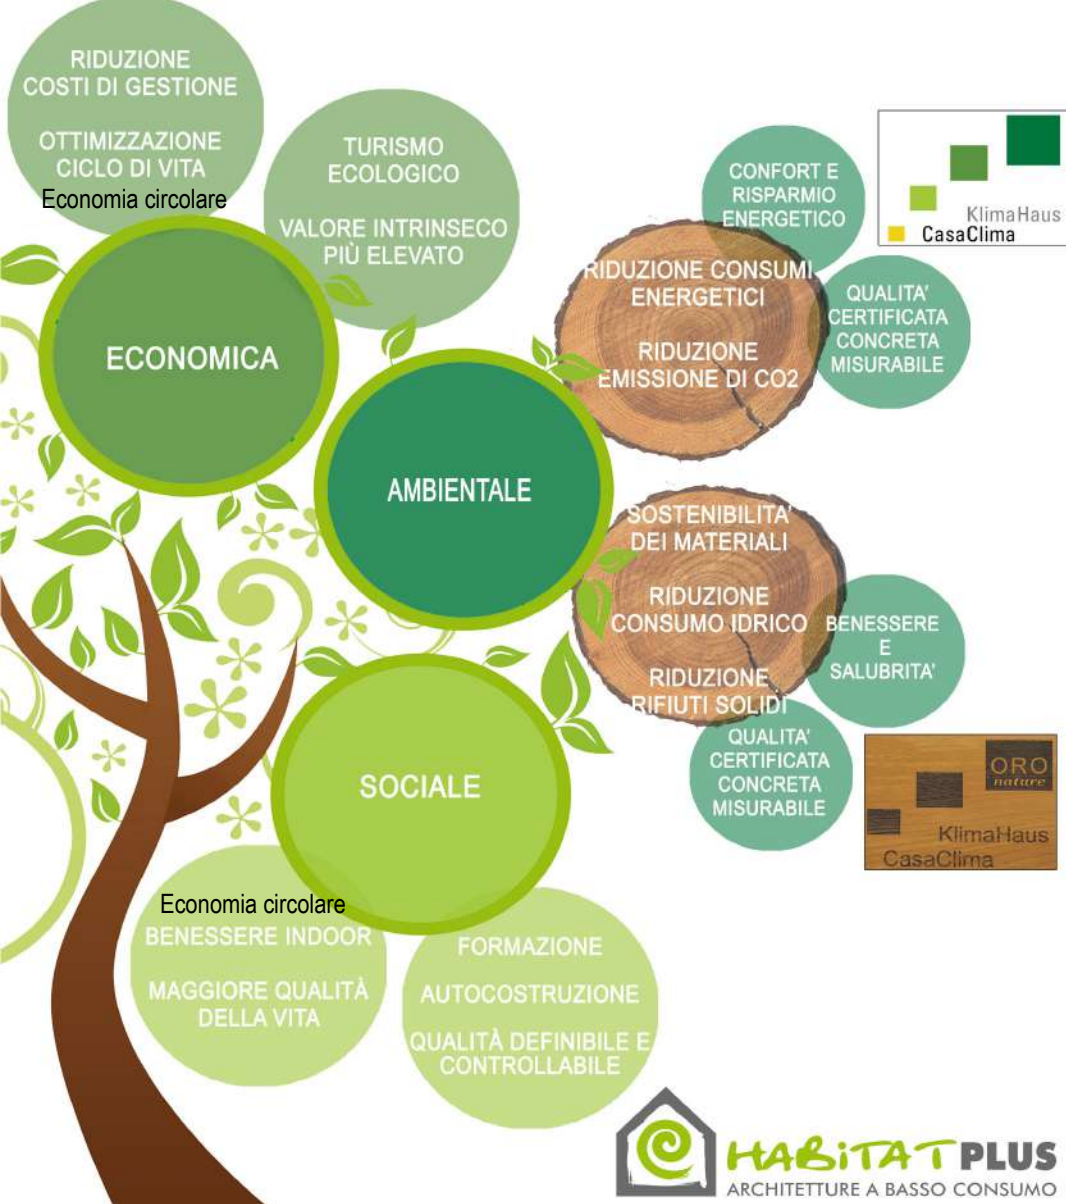 RIDUZIONE
COSTI DI GESTIONE
OTTIMIZZAZIONE
CICLO DI VITA
Economia circolare
TURISMO
ECOLOGICO
VALORE INTRINSECO
PIÙ ELEVATO
ECONOMICA
CONFORT E
RISPARMIO
ENERGETICO
KlimaHaus
CasaClima
RIDUZIONE CONSUMI
ENERGETICI
RIDUZIONE
EMISSIONE DI CO2
QUALITA'
CERTIFICATA
CONCRETA
MISURABILE
AMBIENTALE
SOSTENIBILITA'
DEI MATERIALI
RIDUZIONE
CONSUMO IDRICO
RIDUZIONE
RIFIUTI SOLIDI
BENESSERE
E
SALUBRITA'
QUALITA'
CERTIFICATA
CONCRETA
MISURABILE
ORO
nature
KlimaHaus
CasaClima
SOCIALE
Economia circolare
BENESSERE INDOOR
MAGGIORE QUALITÀ
DELLA VITA
FORMAZIONE
AUTOCOSTRUZIONE
QUALITÀ DEFINIBILE E
CONTROLLABILE
HABiTAT PLUS
ARCHITETTURE A BASSO CONSUMO